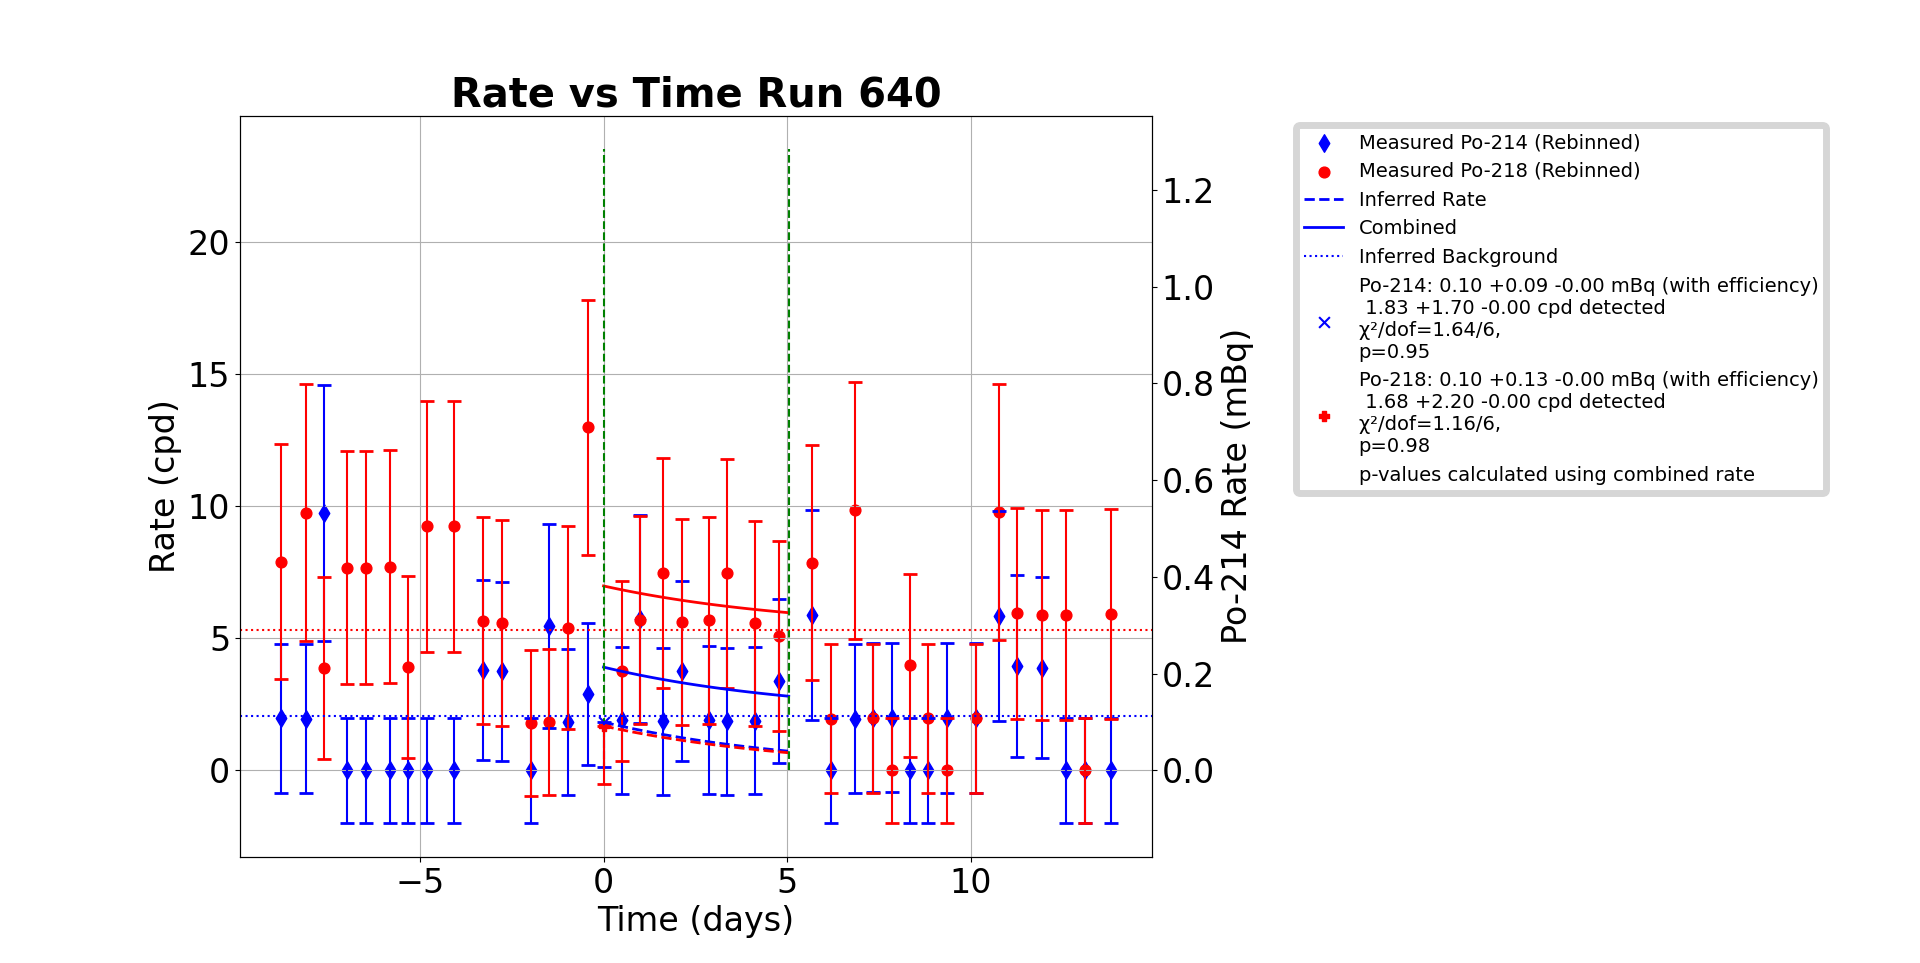 Rate vs Time Run 640
Rate (cpd)
20
15
10
5
0
−5
0
5
10
Time (days)
1.2
1.0
0.8
0.6
0.4
0.2
0.0
Po-214 Rate (mBq)
Measured Po-214 (Rebinned)
Measured Po-218 (Rebinned)
Inferred Rate
Combined
Inferred Background
Po-214: 0.10 +0.09 -0.00 mBq (with efficiency)
1.83 +1.70 -0.00 cpd detected
χ²/dof=1.64/6,
p=0.95
Po-218: 0.10 +0.13 -0.00 mBq (with efficiency)
1.68 +2.20 -0.00 cpd detected
χ²/dof=1.16/6,
p=0.98
p-values calculated using combined rate